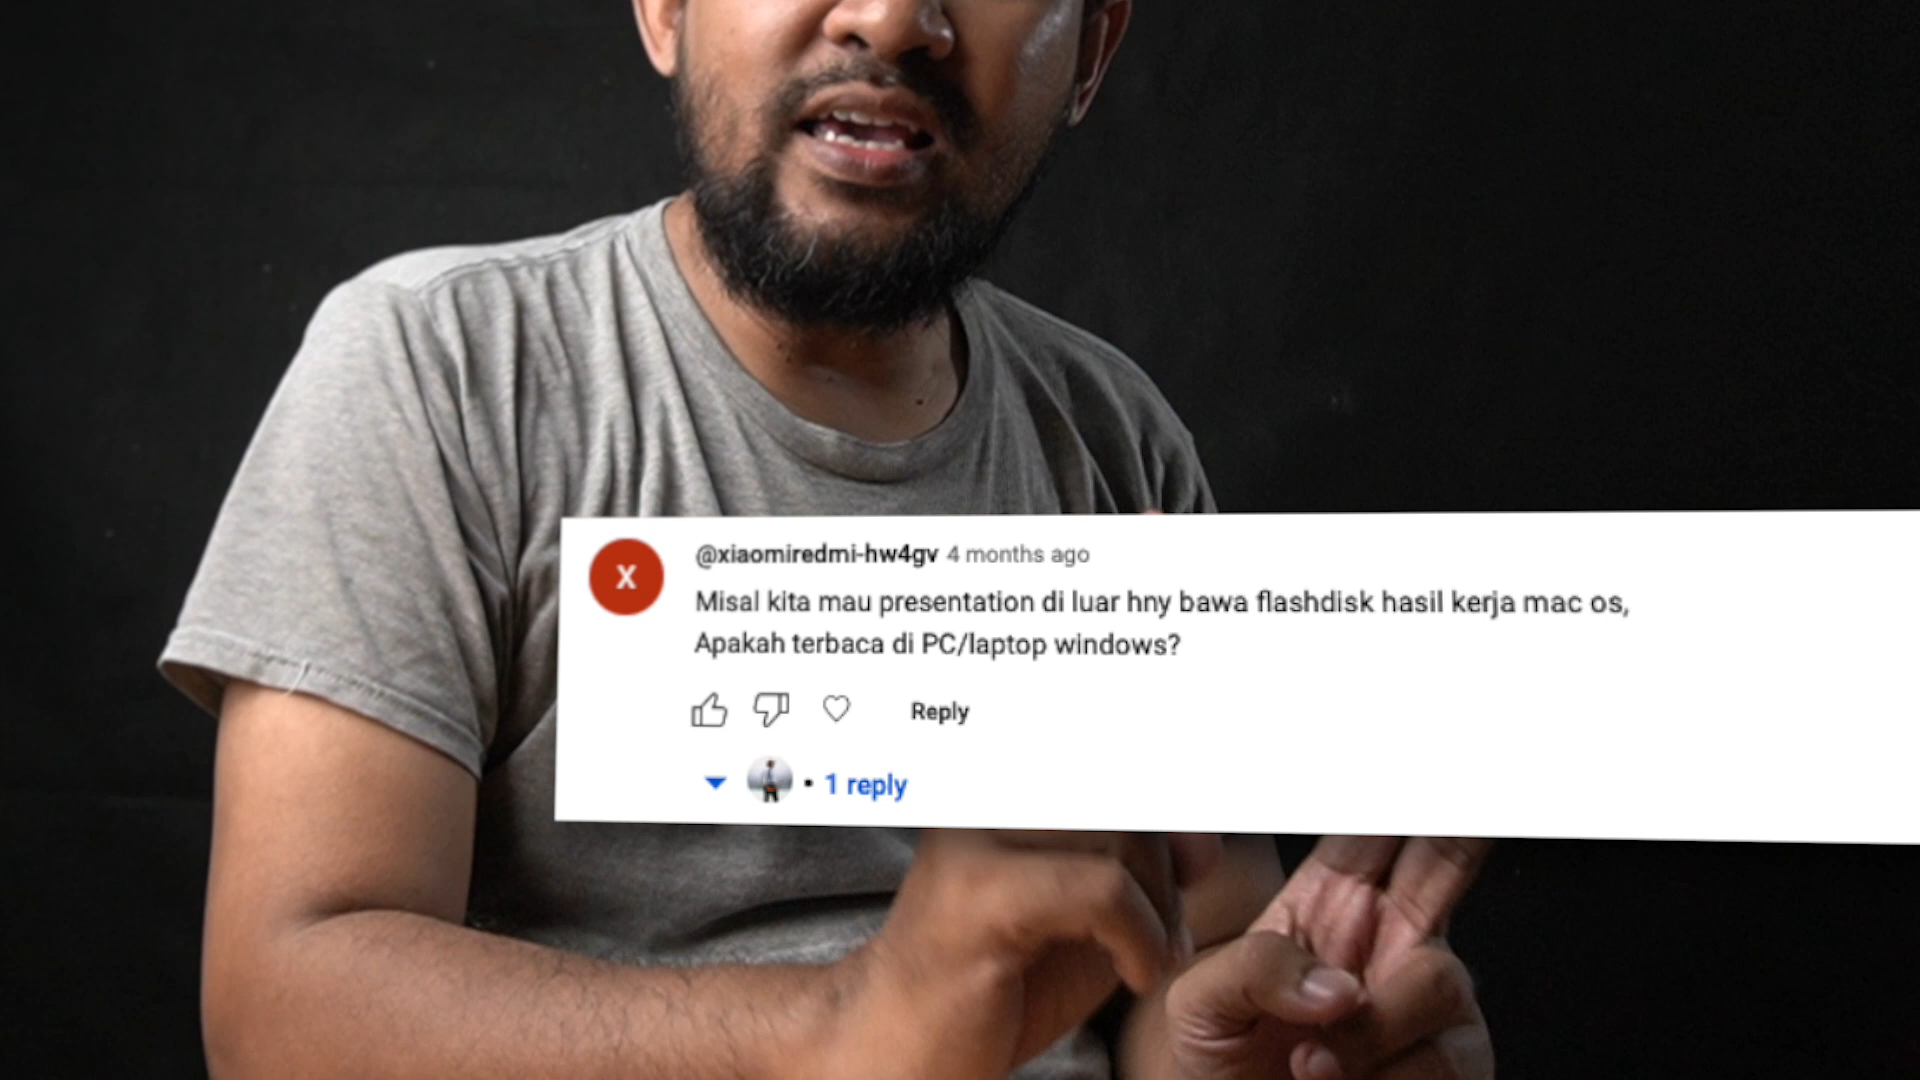 X
@xiaomiredmi-hw4gv 4 months ago
Misal kita mau presentation di luar hny bawa flashdisk hasil kerja mac os,
Apakah terbaca di PC/laptop windows?
Reply
• 1 reply